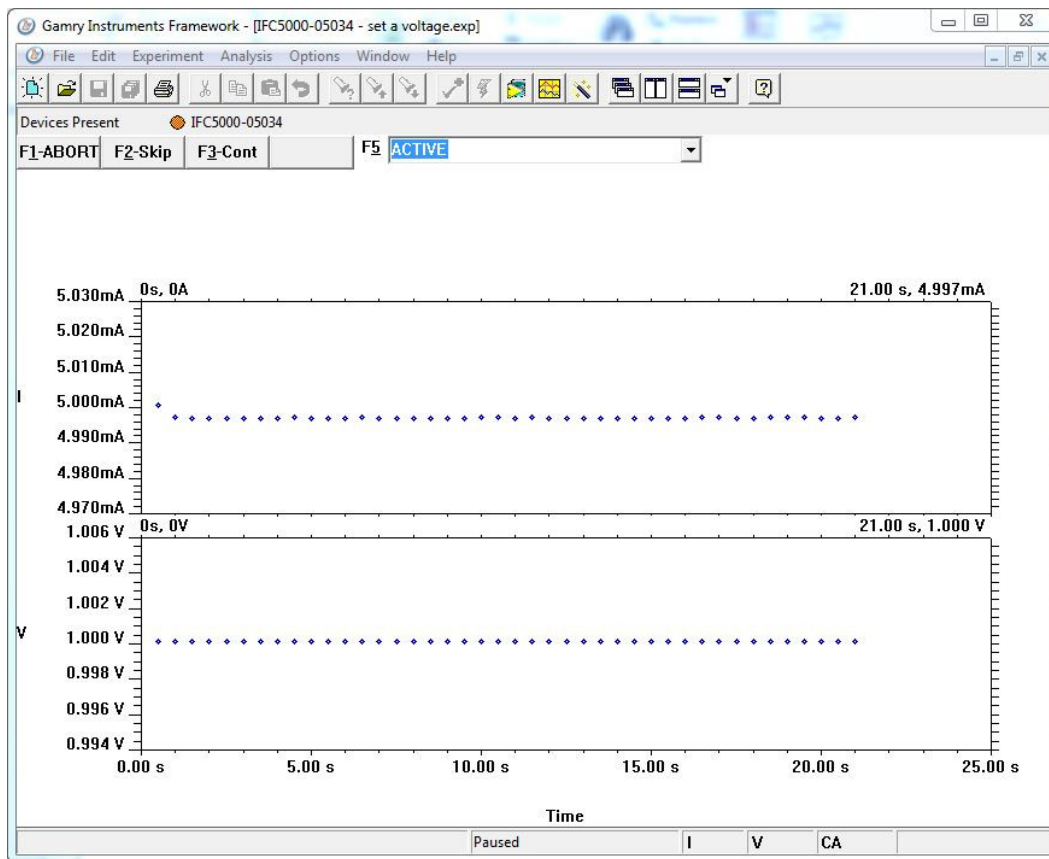 Gamry Instruments Framework - [IFC5000-05034 - set a voltage.exp]
File Edit Experiment Analysis Options Window Help
Devices Present IFC5000-05034
F1-ABORT F2-Skip F3-Cont F5 ACTIVE
0s, 0A 21.00 s, 4.997mA
5.030mA
5.020mA
5.010mA
I
5.000mA
4.990mA
4.980mA
4.970mA
0s, 0V 21.00 s, 1.000 V
1.006 V
1.004 V
1.002 V
V
1.000 V
0.998 V
0.996 V
0.994 V
0.00 s 5.00 s 10.00 s 15.00 s 20.00 s 25.00 s
Time
Paused I V CA